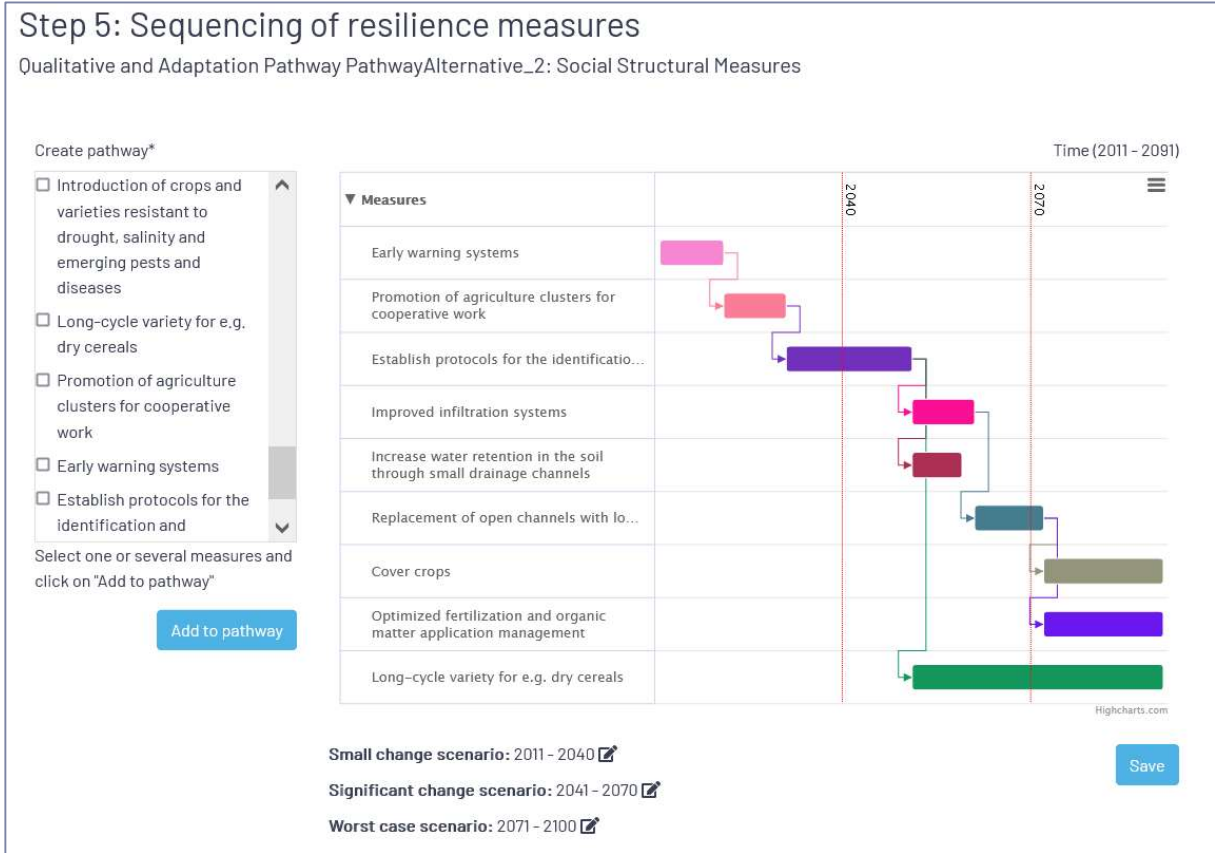 Step 5: Sequencing of resilience measures
Qualitative and Adaptation Pathway PathwayAlternative_2: Social Structural Measures
Create pathway*
Introduction of crops and
varieties resistant to
drought, salinity and
emerging pests and
diseases
Long-cycle variety for e.g.
dry cereals
Promotion of agriculture
clusters for cooperative
work
Early warning systems
Establish protocols for the
identification and
Select one or several measures and
click on "Add to pathway"
Add to pathway
Time (2011 - 2091)
▼ Measures
2040
2070
Early warning systems
Promotion of agriculture clusters for
cooperative work
Establish protocols for the identificatio...
Improved infiltration systems
Increase water retention in the soil
through small drainage channels
Replacement of open channels with lo...
Cover crops
Optimized fertilization and organic
matter application management
Long-cycle variety for e.g. dry cereals
Highcharts.com
Small change scenario: 2011 - 2040
Significant change scenario: 2041 - 2070
Worst case scenario: 2071 - 2100
Save